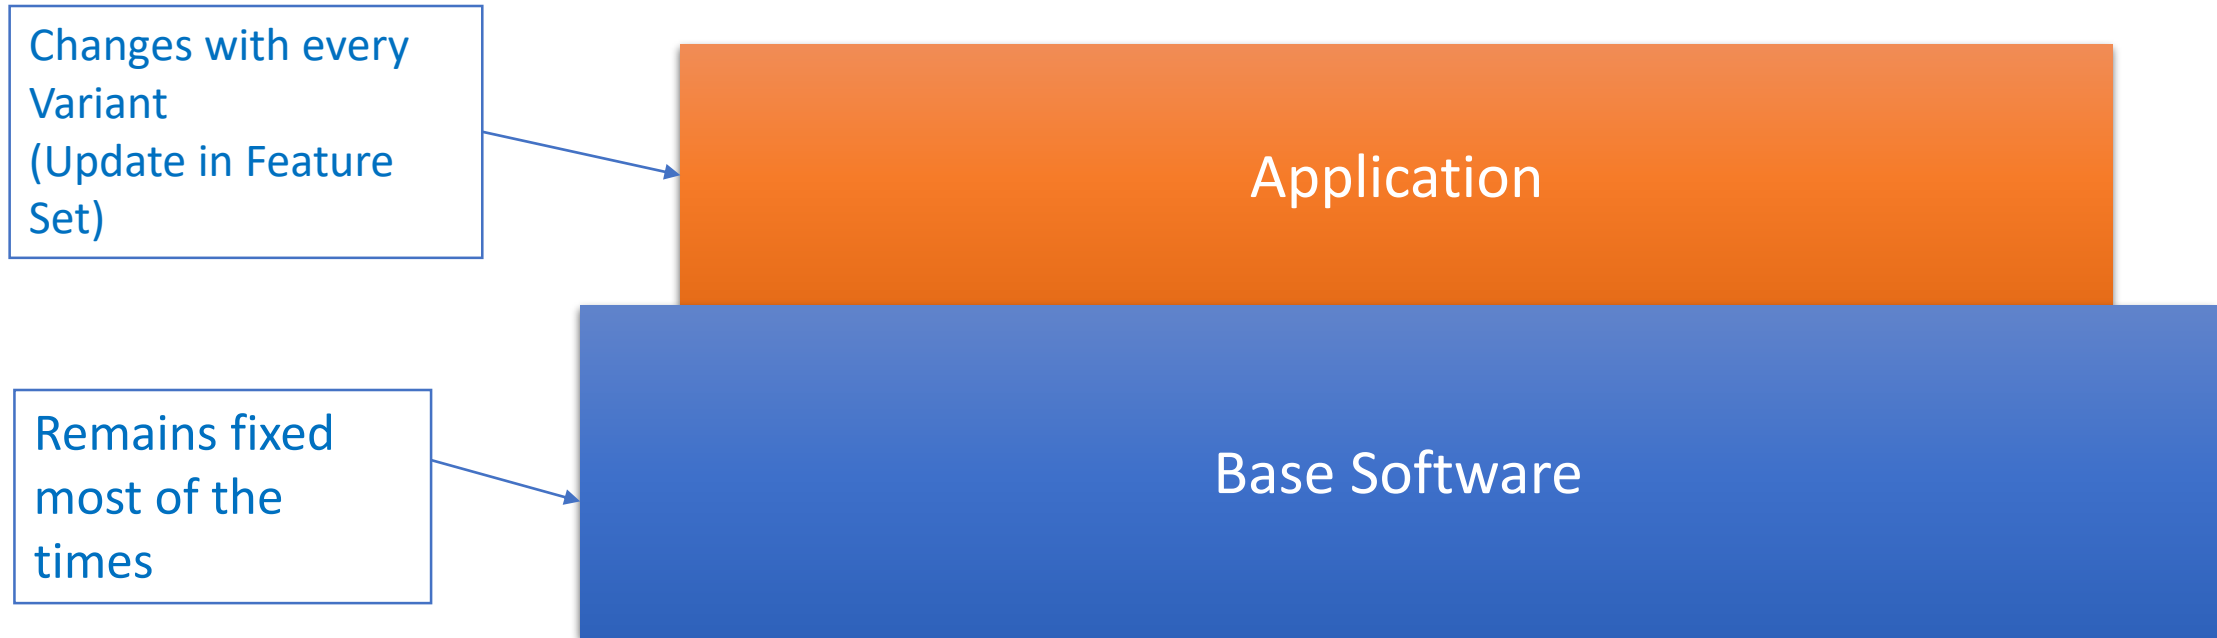 Changes with every
Variant
(Update in Feature
Set)
Application
Remains fixed
most of the
times
Base Software